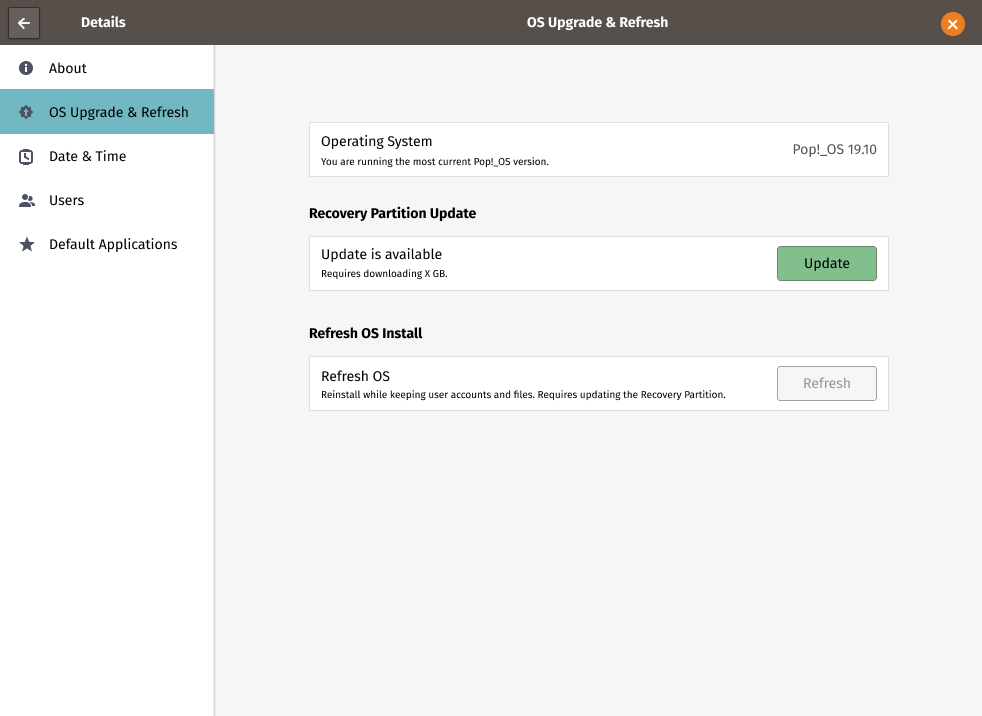 Details
OS Upgrade & Refresh
About
OS Upgrade & Refresh
Date & Time
Users
Default Applications
Operating System
You are running the most current Pop!_OS version.
Pop!_OS 19.10
Recovery Partition Update
Update is available
Requires downloading X GB.
Update
Refresh OS Install
Refresh OS
Reinstall while keeping user accounts and files. Requires updating the Recovery Partition.
Refresh